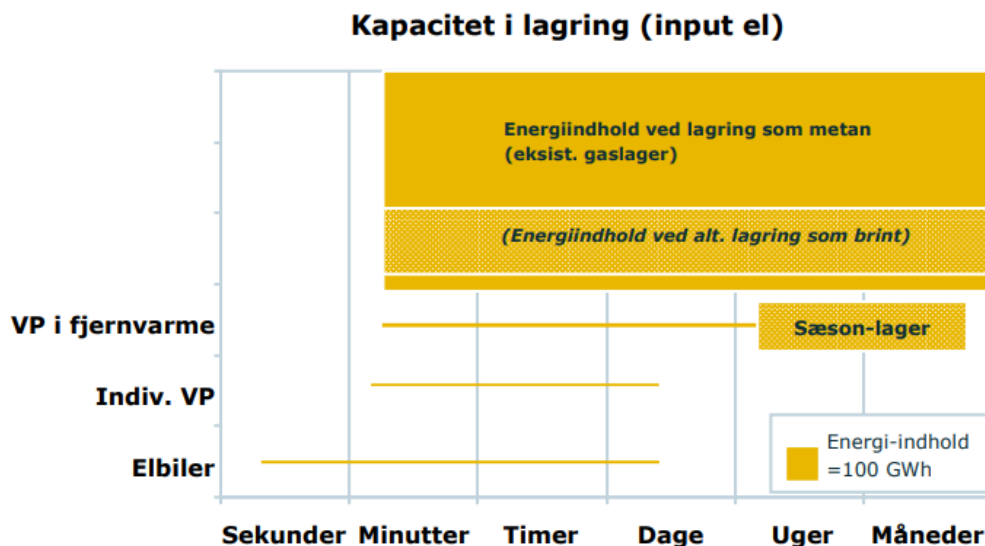 Kapacitet i lagring (input el)
Energiindhold ved lagring som metan
(eksist. gaslager)
(Energiindhold ved alt. lagring som brint)
VP i fjernvarme
Sæson-lager
Indiv. VP
Energi-indhold
=100 GWh
Elbiler
Sekunder Minutter Timer Dage Uger Måneder